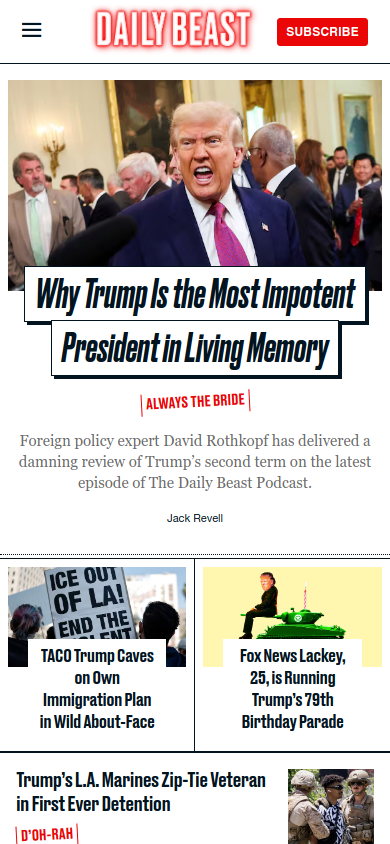 DAILY BEAST
SUBSCRIBE
Why Trump Is the Most Impotent
President in Living Memory
ALWAYS THE BRIDE
Foreign policy expert David Rothkopf has delivered a
damning review of Trump's second term on the latest
episode of The Daily Beast Podcast.
Jack Revell
ICE OUT
OF L.A!
END THE
TACO Trump Caves
on Own
Immigration Plan
in Wild About-Face
Fox News Lackey,
25, is Running
Trump's 79th
Birthday Parade
Trump's L.A. Marines Zip-Tie Veteran
in First Ever Detention
D'OH-RAH